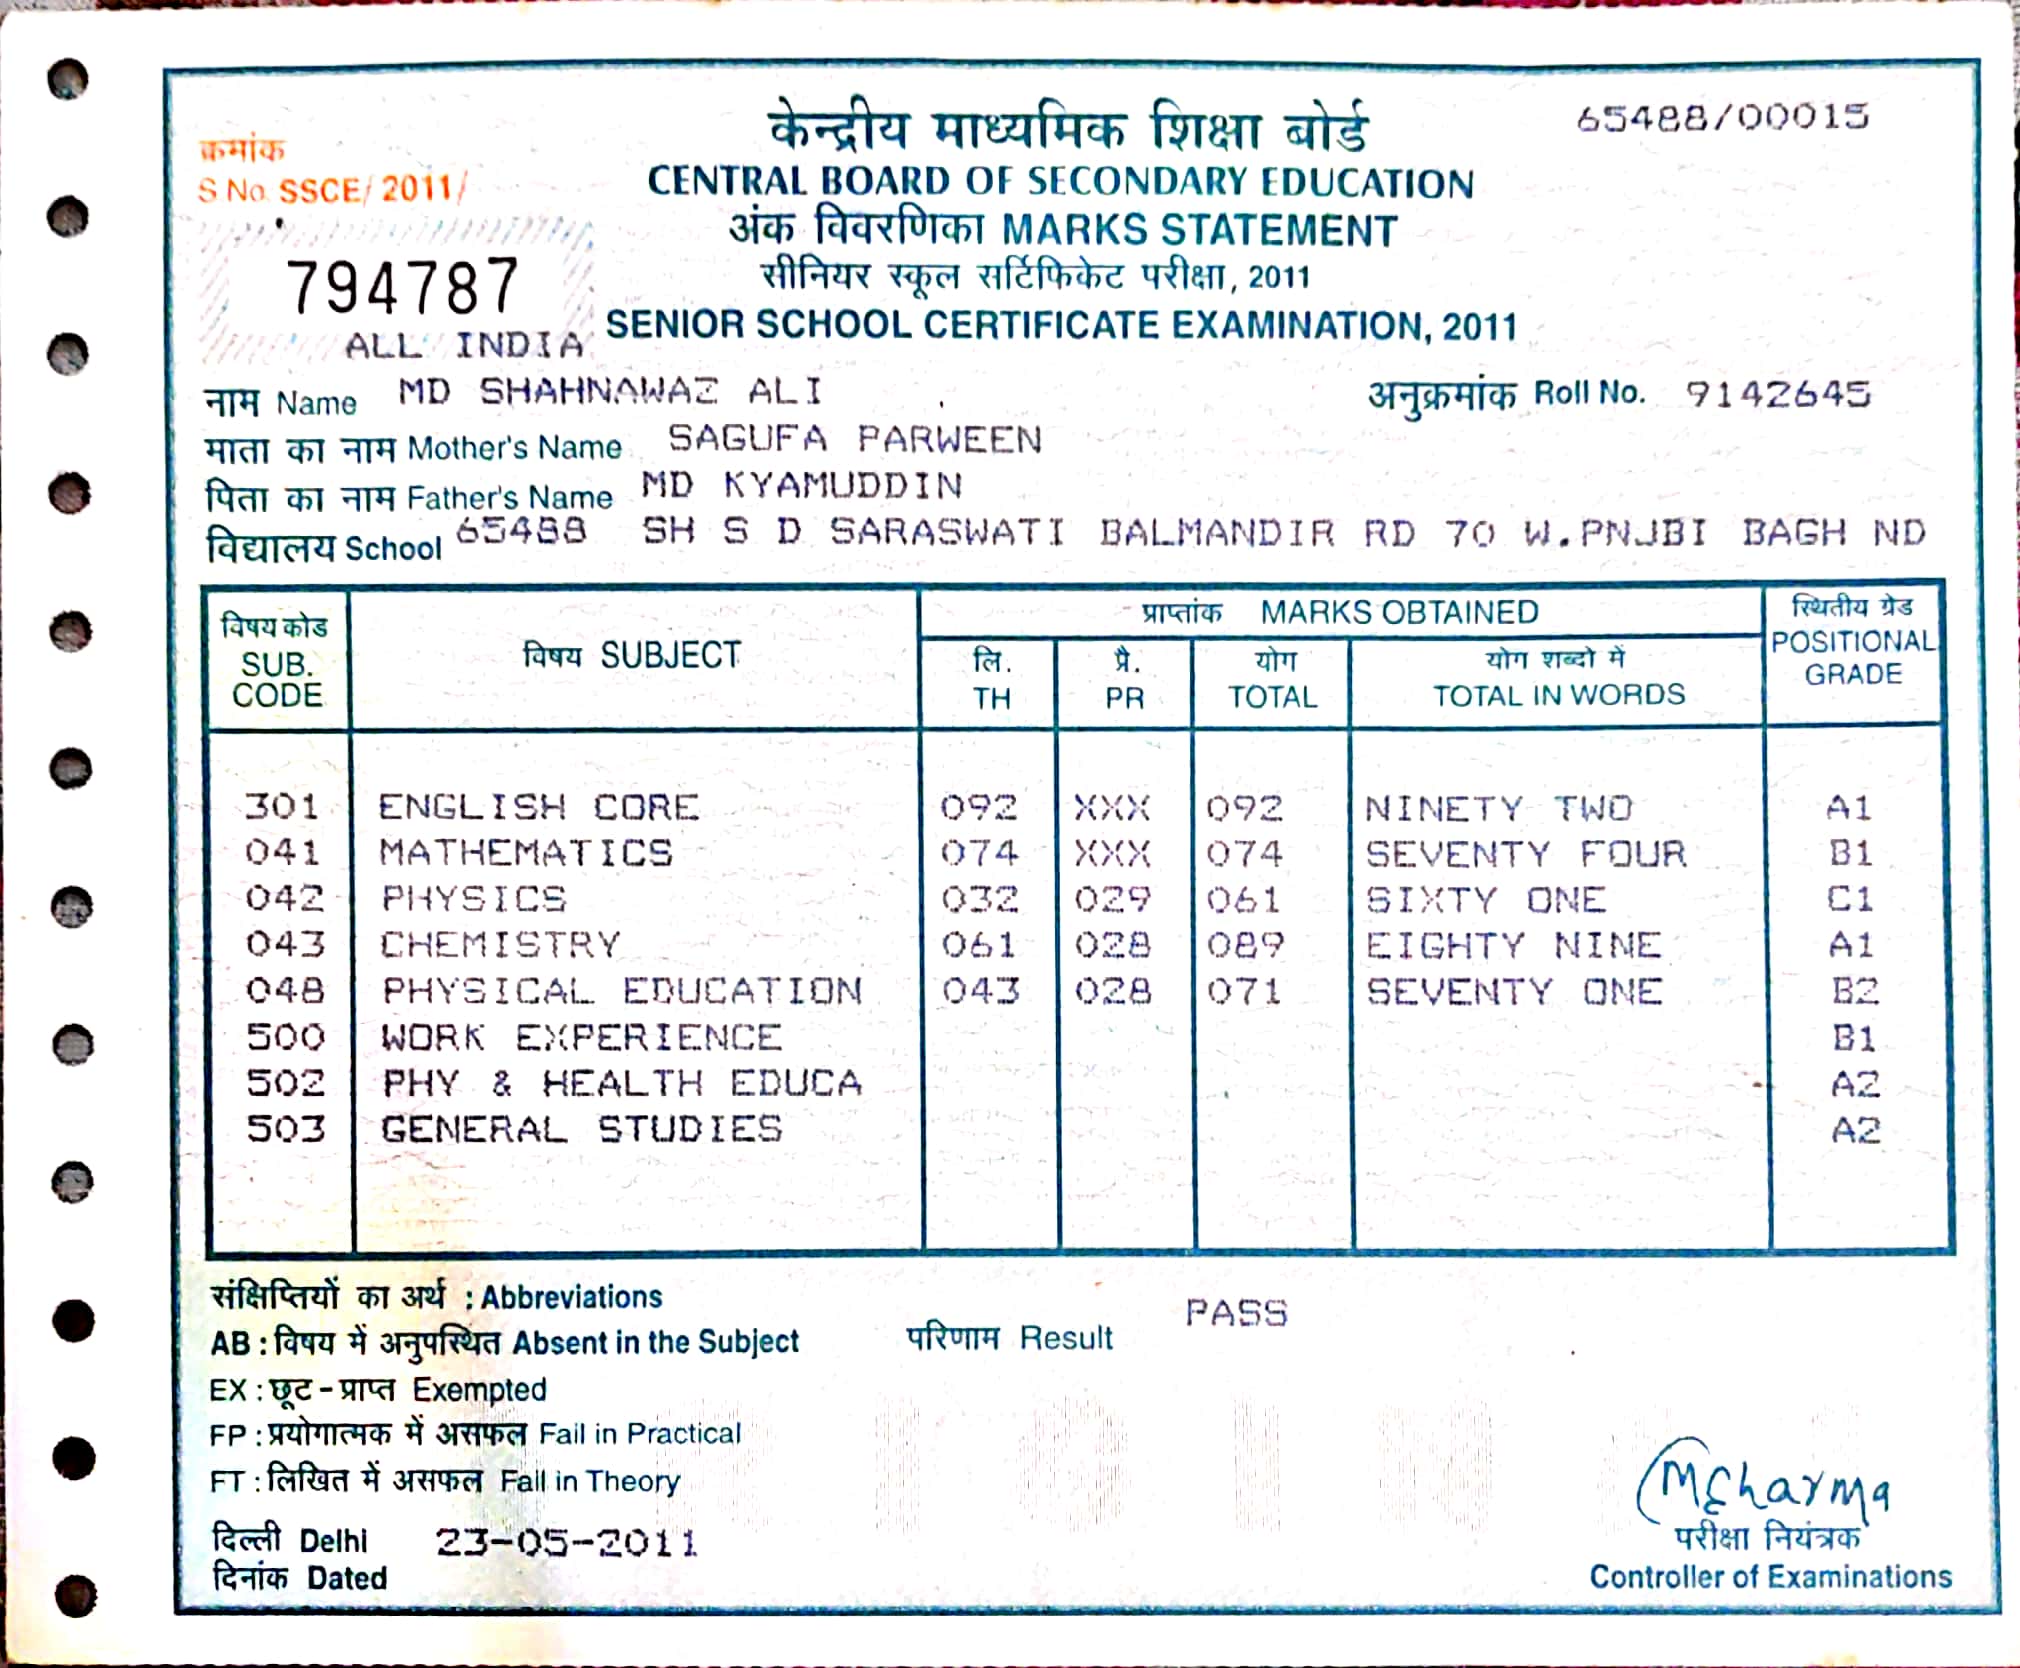 केन्द्रीय माध्यमिक शिक्षा बोर्ड
65488/00015
क्रमांक
S No. SSCE/ 2011/
CENTRAL BOARD OF SECONDARY EDUCATION
अंक विवरणिका MARKS STATEMENT
794787
सीनियर स्कूल सर्टिफिकेट परीक्षा, 2011
ALL INDIA
SENIOR SCHOOL CERTIFICATE EXAMINATION, 2011
नाम Name MD SHAHNAWAZ ALI अनुक्रमांक Roll No. 9142645
माता का नाम Mother's Name SAGUFA PARWEEN
पिता का नाम Father's Name MD KYAMUDDIN
विद्यालय School 65488 SH S D SARASWATI BALMANDIR RD 70 W.PNJBI BAGH ND
विषय कोड SUB. CODE
विषय SUBJECT
प्राप्तांक MARKS OBTAINED
लि. TH
प्रै. PR
योग TOTAL
योग शब्दो में TOTAL IN WORDS
स्थितीय ग्रेड POSITIONAL GRADE
301 ENGLISH CORE 092 XXX 092 NINETY TWO A1
041 MATHEMATICS 074 XXX 074 SEVENTY FOUR B1
042 PHYSICS 032 029 061 SIXTY ONE C1
043 CHEMISTRY 061 028 089 EIGHTY NINE A1
048 PHYSICAL EDUCATION 043 028 071 SEVENTY ONE B2
500 WORK EXPERIENCE B1
502 PHY & HEALTH EDUCA A2
503 GENERAL STUDIES A2
संक्षिप्तियों का अर्थ : Abbreviations
AB : विषय में अनुपस्थित Absent in the Subject
परिणाम Result PASS
EX : छूट - प्राप्त Exempted
FP : प्रयोगात्मक में असफल Fail in Practical
FT : लिखित में असफल Fail in Theory
दिल्ली Delhi
23-05-2011
दिनांक Dated
MCharma
परीक्षा नियंत्रक
Controller of Examinations